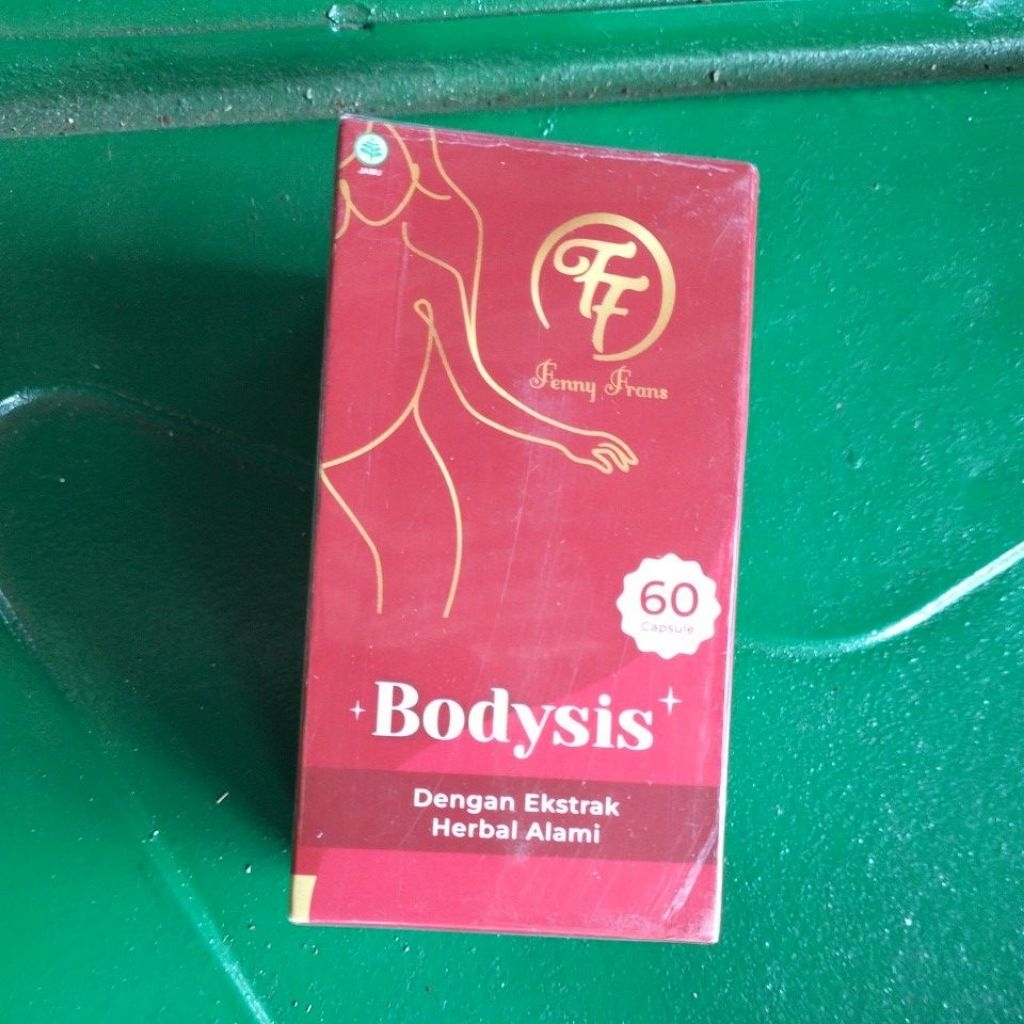 JAMU
FF
Fenny Frans
60
Capsule
Bodysis
Dengan Ekstrak
Herbal Alami